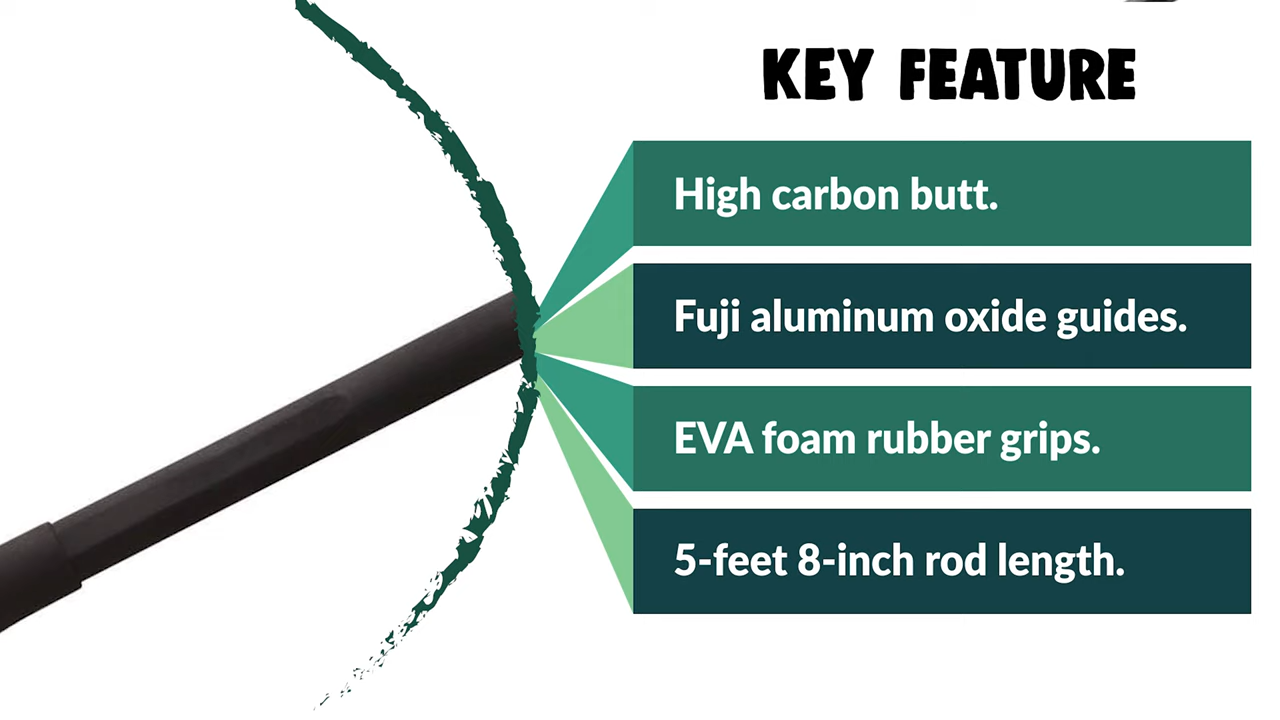 KEY FEATURE
High carbon butt.
Fuji aluminum oxide guides.
EVA foam rubber grips.
5-feet 8-inch rod length.